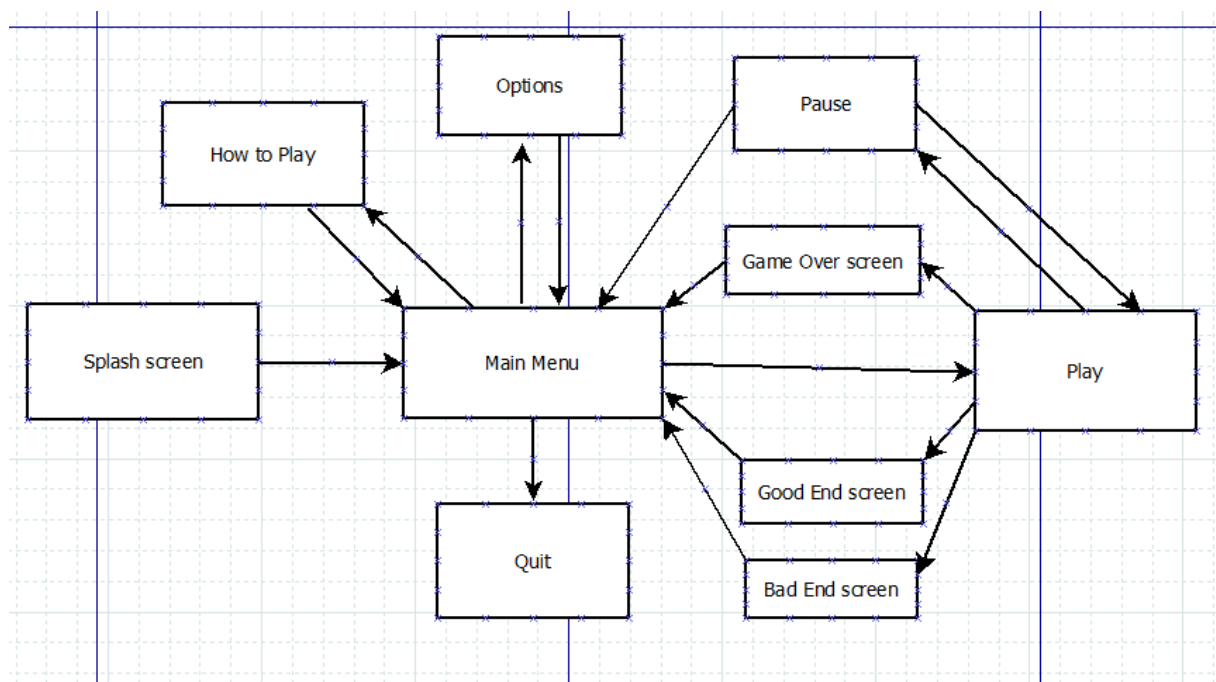 Options
Pause
How to Play
Game Over screen
Splash screen
Main Menu
Play
Good End screen
Quit
Bad End screen